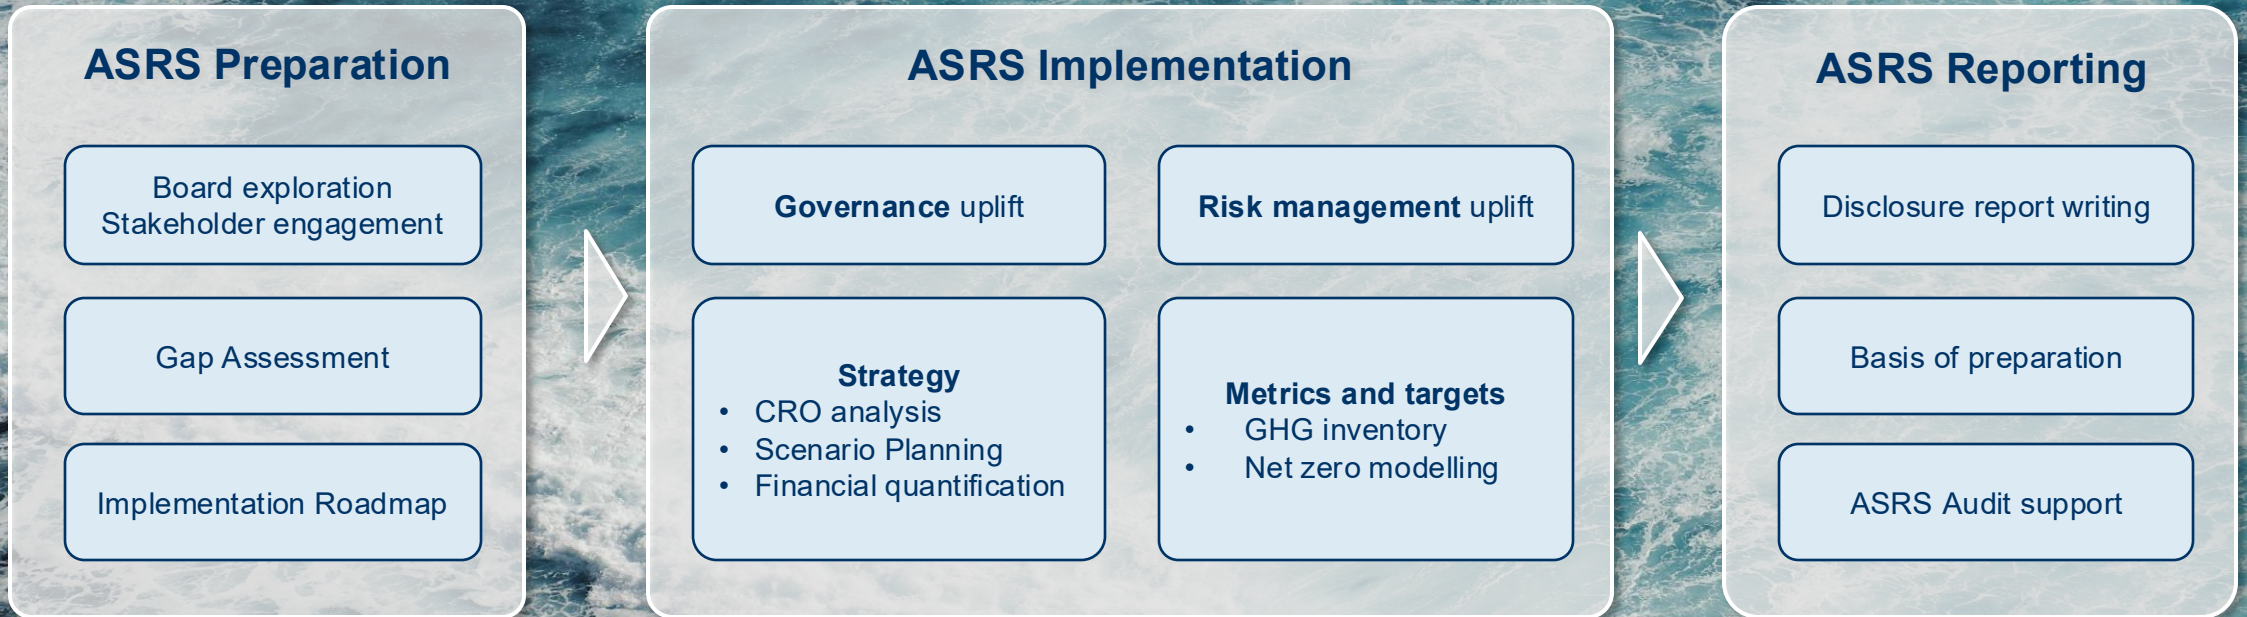 ASRS Preparation
Board exploration
Stakeholder engagement
Gap Assessment
Implementation Roadmap
ASRS Implementation
Governance uplift
Risk management uplift
Strategy
• CRO analysis
• Scenario Planning
• Financial quantification
Metrics and targets
• GHG inventory
• Net zero modelling
ASRS Reporting
Disclosure report writing
Basis of preparation
ASRS Audit support